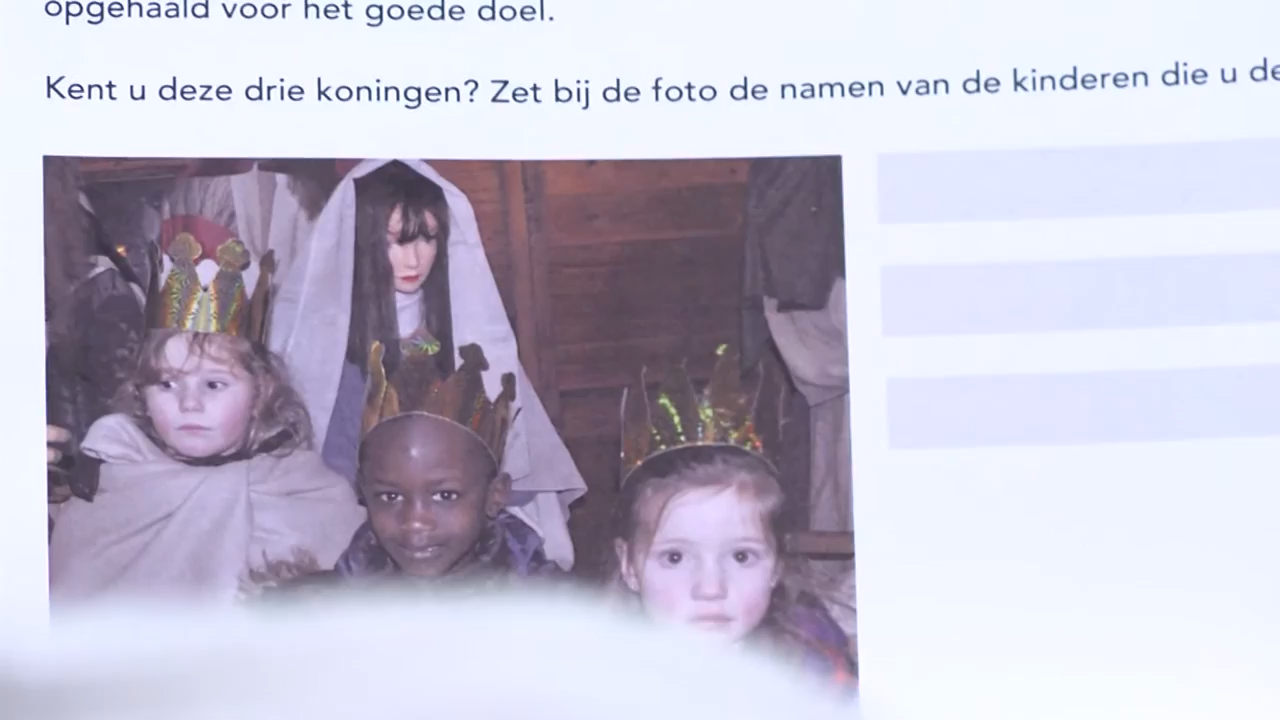 opgehaald voor het goede doel.
Kent u deze drie koningen? Zet bij de foto de namen van de kinderen die u